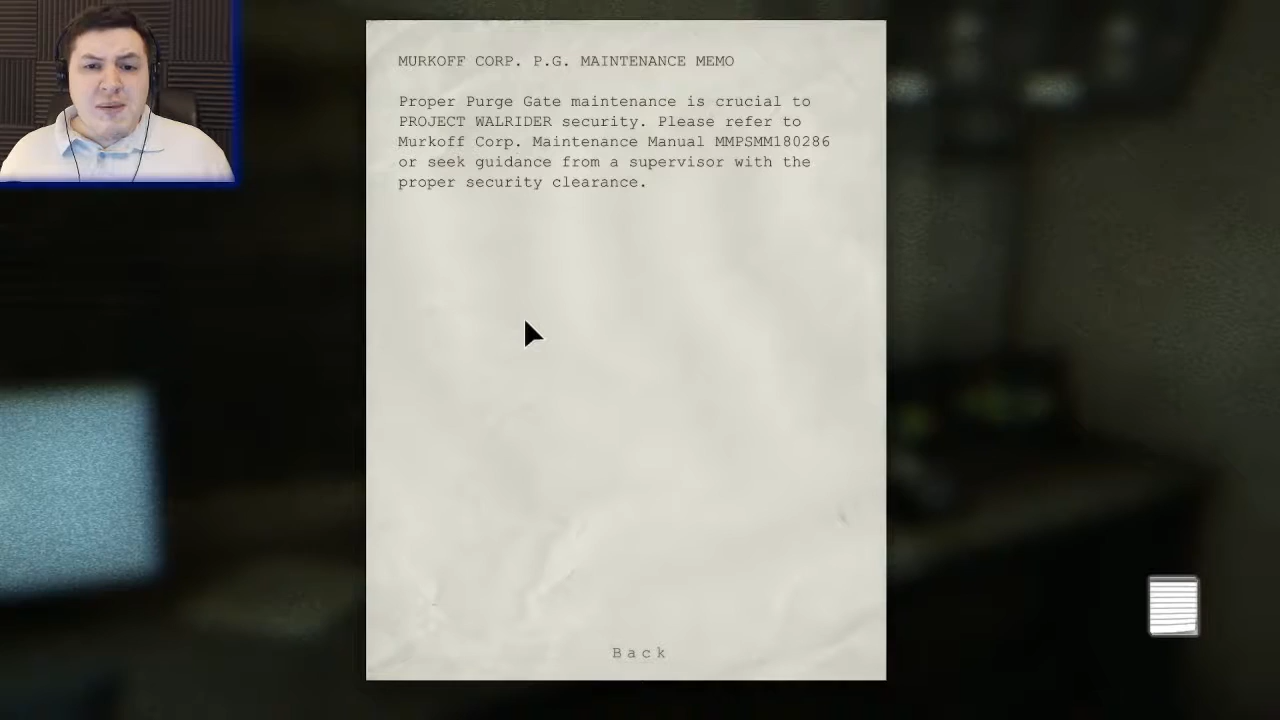 MURKOFF CORP. P.G. MAINTENANCE MEMO
Proper Purge Gate maintenance is crucial to
PROJECT WALRIDER security. Please refer to
Murkoff Corp. Maintenance Manual MMPSMM180286
or seek guidance from a supervisor with the
proper security clearance.
Back